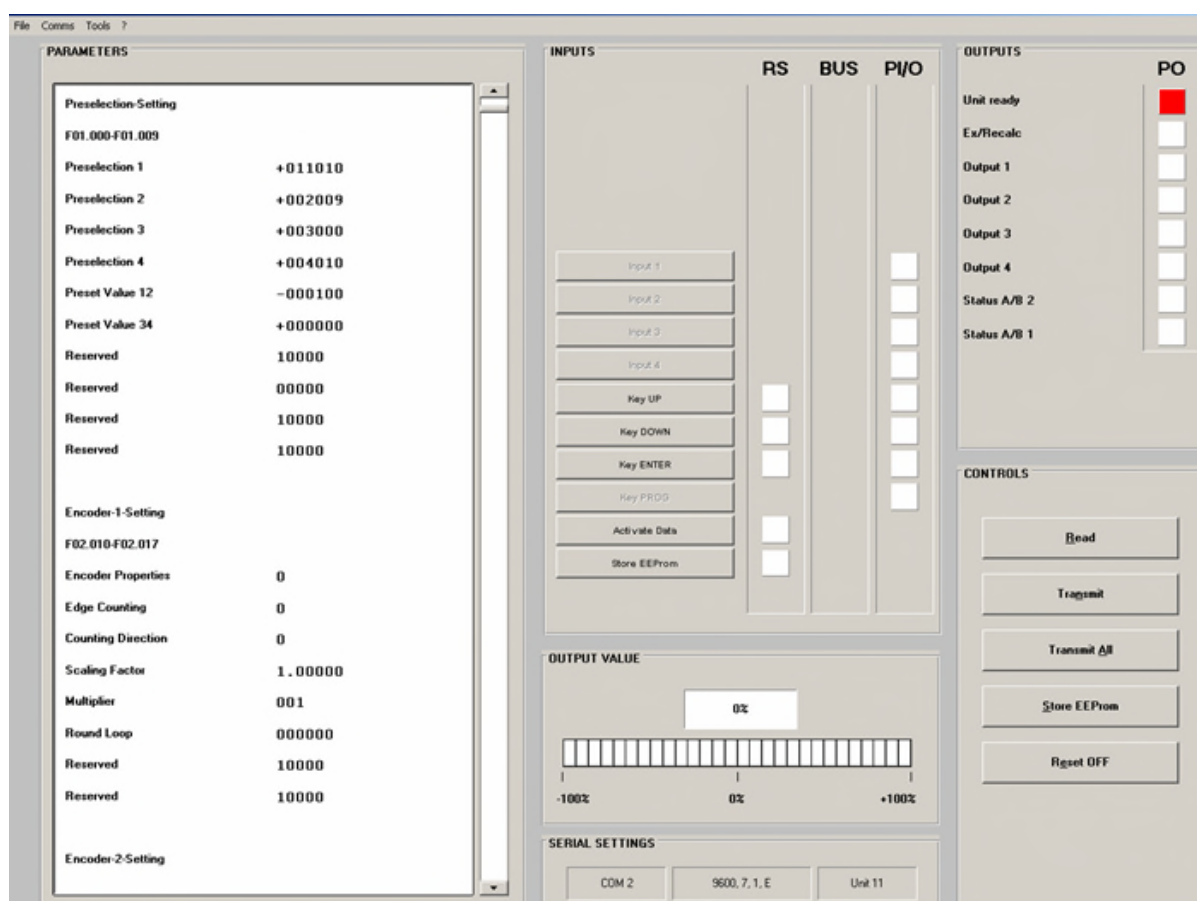 File Comms Tools ?
PARAMETERS
Preselection-Setting
F01.000-F01.009
Preselection 1 +011010
Preselection 2 +002009
Preselection 3 +003000
Preselection 4 +004010
Preset Value 12 -000100
Preset Value 34 +000000
Reserved 10000
Reserved 00000
Reserved 10000
Reserved 10000
Encoder-1-Setting
F02.010-F02.017
Encoder Properties 0
Edge Counting 0
Counting Direction 0
Scaling Factor 1.00000
Multiplier 001
Round Loop 000000
Reserved 10000
Reserved 10000
Encoder-2-Setting
INPUTS
RS BUS PI/O
Input 1
Input 2
Input 3
Input 4
Key UP
Key DOWN
Key ENTER
Key PROG
Activate Data
Store EEProm
OUTPUT VALUE
0%
-100% 0% +100%
SERIAL SETTINGS
COM 2 9600, 7, 1, E Unit 11
OUTPUTS
PO
Unit ready
Ex/Recalc
Output 1
Output 2
Output 3
Output 4
Status A/B 2
Status A/B 1
CONTROLS
Read
Transmit
Transmit All
Store EEProm
Reset OFF